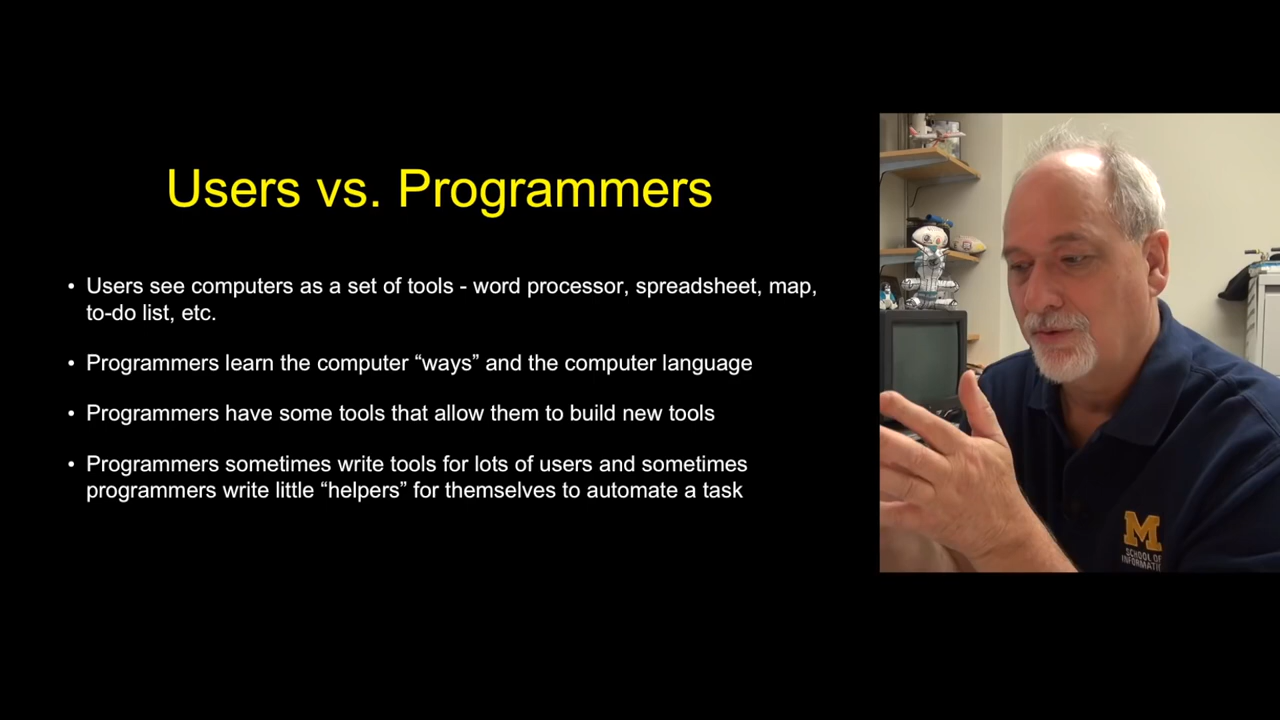 Users vs. Programmers
• Users see computers as a set of tools - word processor, spreadsheet, map,
to-do list, etc.
• Programmers learn the computer “ways” and the computer language
• Programmers have some tools that allow them to build new tools
• Programmers sometimes write tools for lots of users and sometimes
programmers write little “helpers” for themselves to automate a task
M
SCHOOL OF
INFORMATI